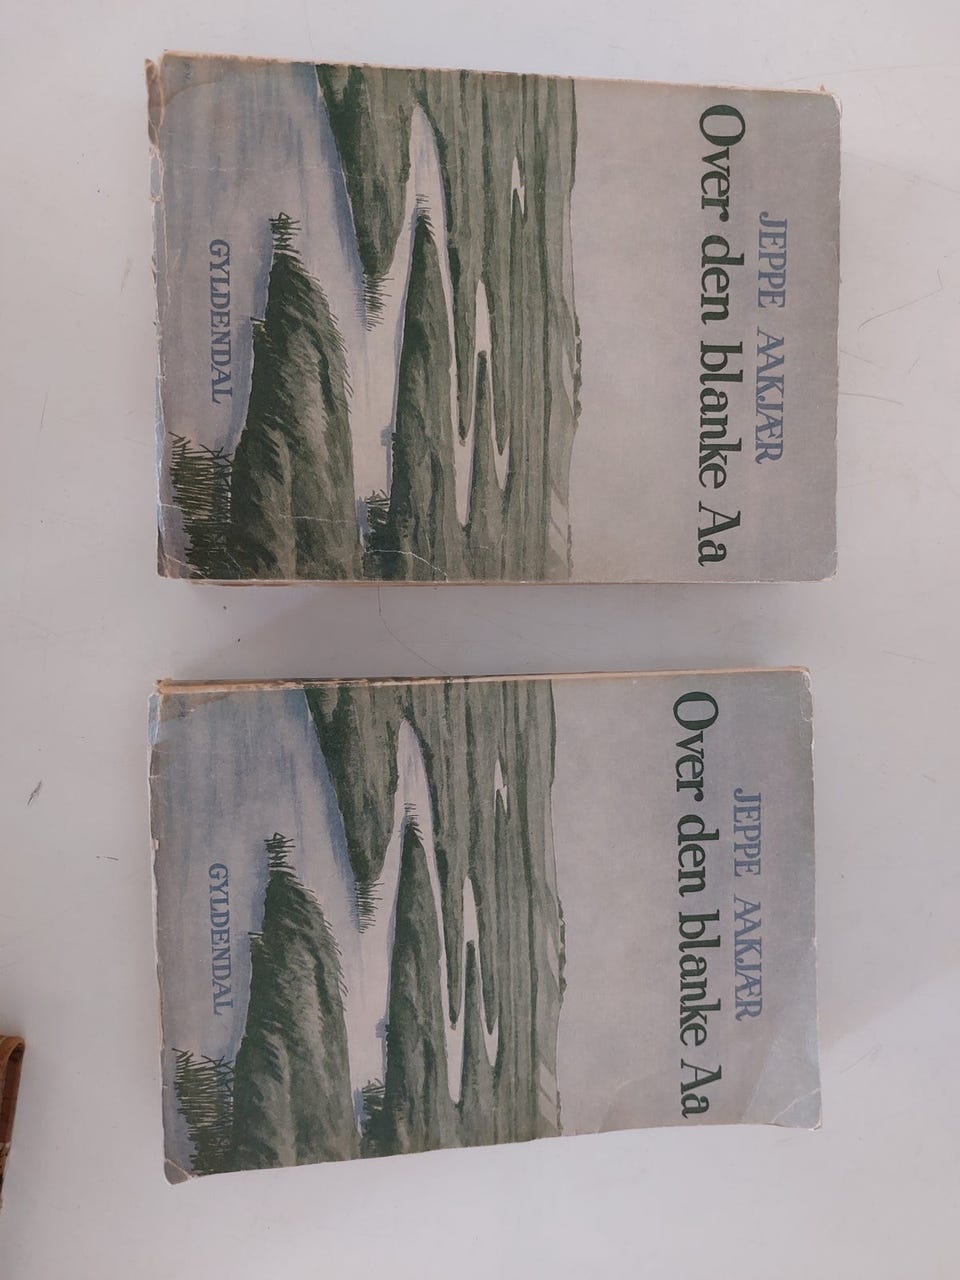 JEPPE AAKJÆR
Over den blanke Aa
GYLDENDAL
JEPPE AAKJÆR
Over den blanke Aa
GYLDENDAL